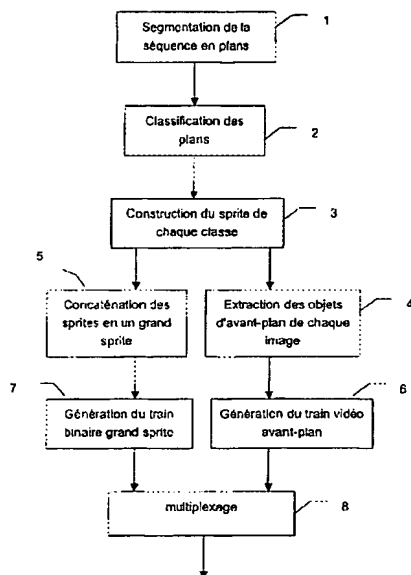 Segmontation de la
séquence en plans
1
Classification des
plans
2
Construction du sprite de
chaque classe
3
5
Concaténation des
sprites en un grand
sprite
Extraction des objets
d'avant-plan de chaque
image
4
7
Génération du train
binaire grand sprite
Génération du train vidéo
avant-plan
6
multiplexage
8